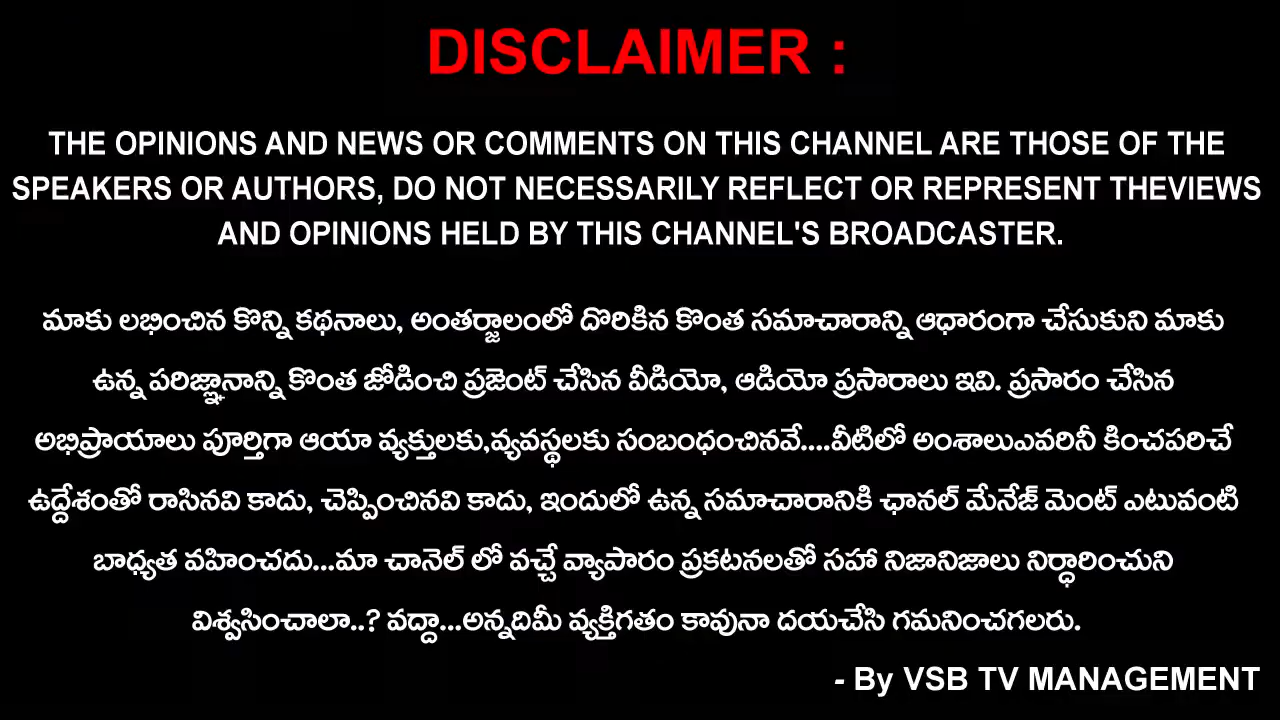 DISCLAIMER :
THE OPINIONS AND NEWS OR COMMENTS ON THIS CHANNEL ARE THOSE OF THE
SPEAKERS OR AUTHORS, DO NOT NECESSARILY REFLECT OR REPRESENT THEVIEWS
AND OPINIONS HELD BY THIS CHANNEL'S BROADCASTER.
మాకు లభించిన కొన్ని కథనాలు, అంతర్జాలంలో దొరికిన కొంత సమాచారాన్ని ఆధారంగా చేసుకుని మాకు
ఉన్న పరిజ్ఞానాన్ని కొంత జోడించి ప్రజెంట్ చేసిన వీడియో, ఆడియో ప్రసారాలు ఇవి. ప్రసారం చేసిన
అభిప్రాయాలు పూర్తిగా ఆయా వ్యక్తులకు,వ్యవస్థలకు సంబంధంచినవే....వీటిలో అంశాలుఎవరినీ కించపరిచే
ఉద్దేశంతో రాసినవి కాదు, చెప్పించినవి కాదు, ఇందులో ఉన్న సమాచారానికి ఛానల్ మేనేజ్ మెంట్ ఎటువంటి
బాధ్యత వహించదు...మా చానెల్ లో వచ్చే వ్యాపారం ప్రకటనలతో సహా నిజానిజాలు నిర్ధారించుని
విశ్వసించాలా..? వద్దా...అన్నదిమీ వ్యక్తిగతం కావునా దయచేసి గమనించగలరు.
- By VSB TV MANAGEMENT